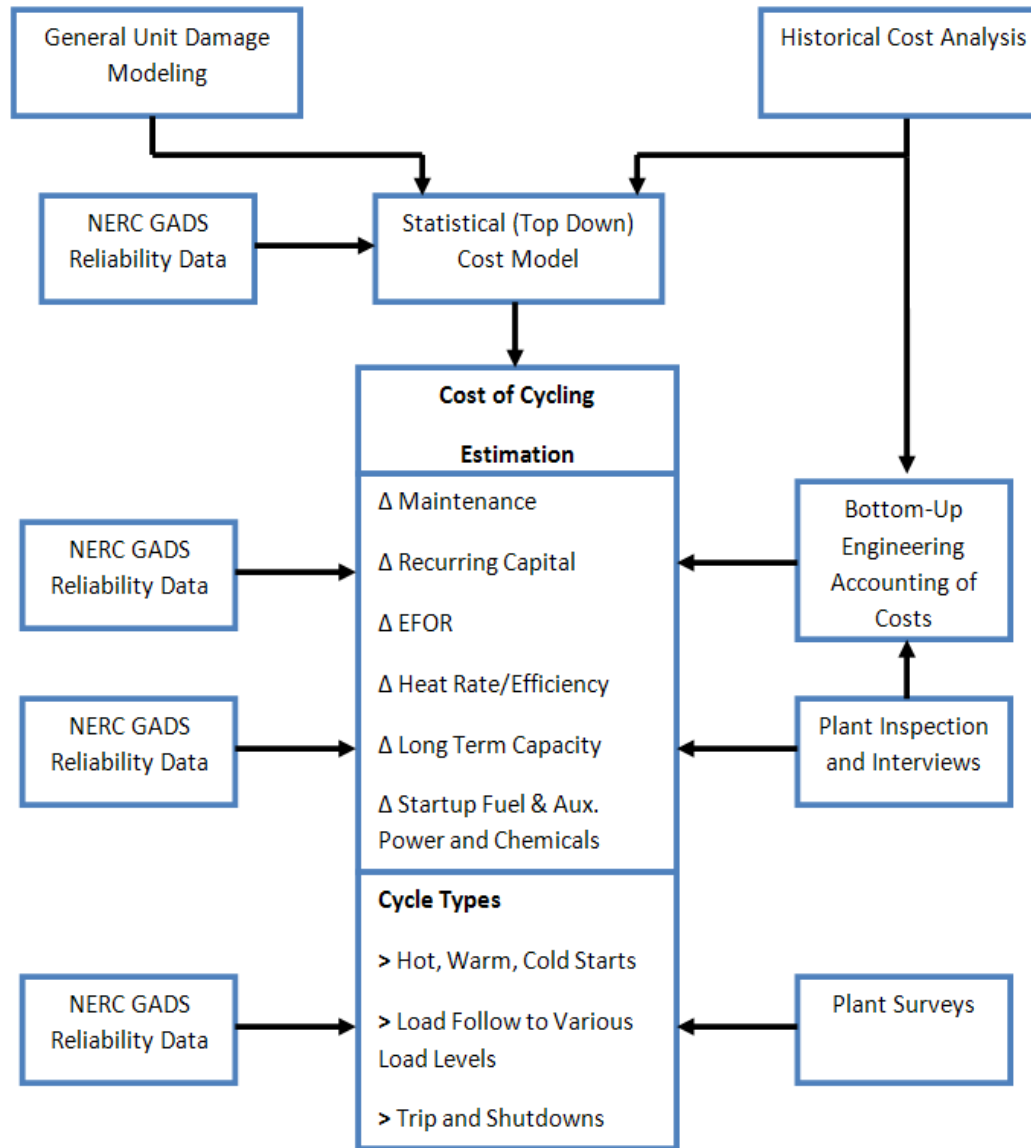 General Unit Damage
Modeling
Historical Cost Analysis
NERC GADS
Reliability Data
Statistical (Top Down)
Cost Model
Cost of Cycling
Estimation
Δ Maintenance
Δ Recurring Capital
Δ EFOR
Δ Heat Rate/Efficiency
Δ Long Term Capacity
Δ Startup Fuel & Aux.
Power and Chemicals
NERC GADS
Reliability Data
Bottom-Up
Engineering
Accounting of
Costs
NERC GADS
Reliability Data
Plant Inspection
and Interviews
Cycle Types
> Hot, Warm, Cold Starts
> Load Follow to Various
Load Levels
> Trip and Shutdowns
NERC GADS
Reliability Data
Plant Surveys